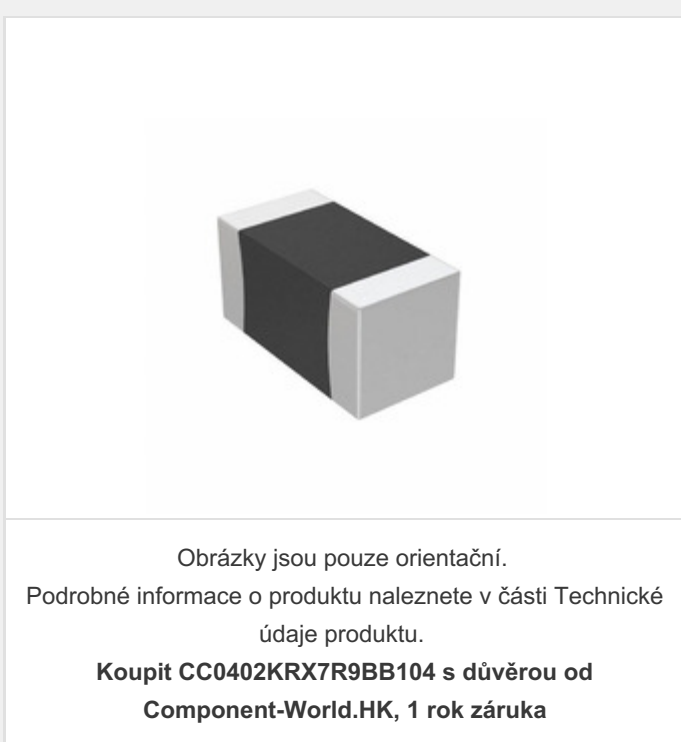 Obrázky jsou pouze orientační.
Podrobné informace o produktu naleznete v části Technické
údaje produktu.
Koupit CC0402KRX7R9BB104 s důvěrou od
Component-World.HK, 1 rok záruka